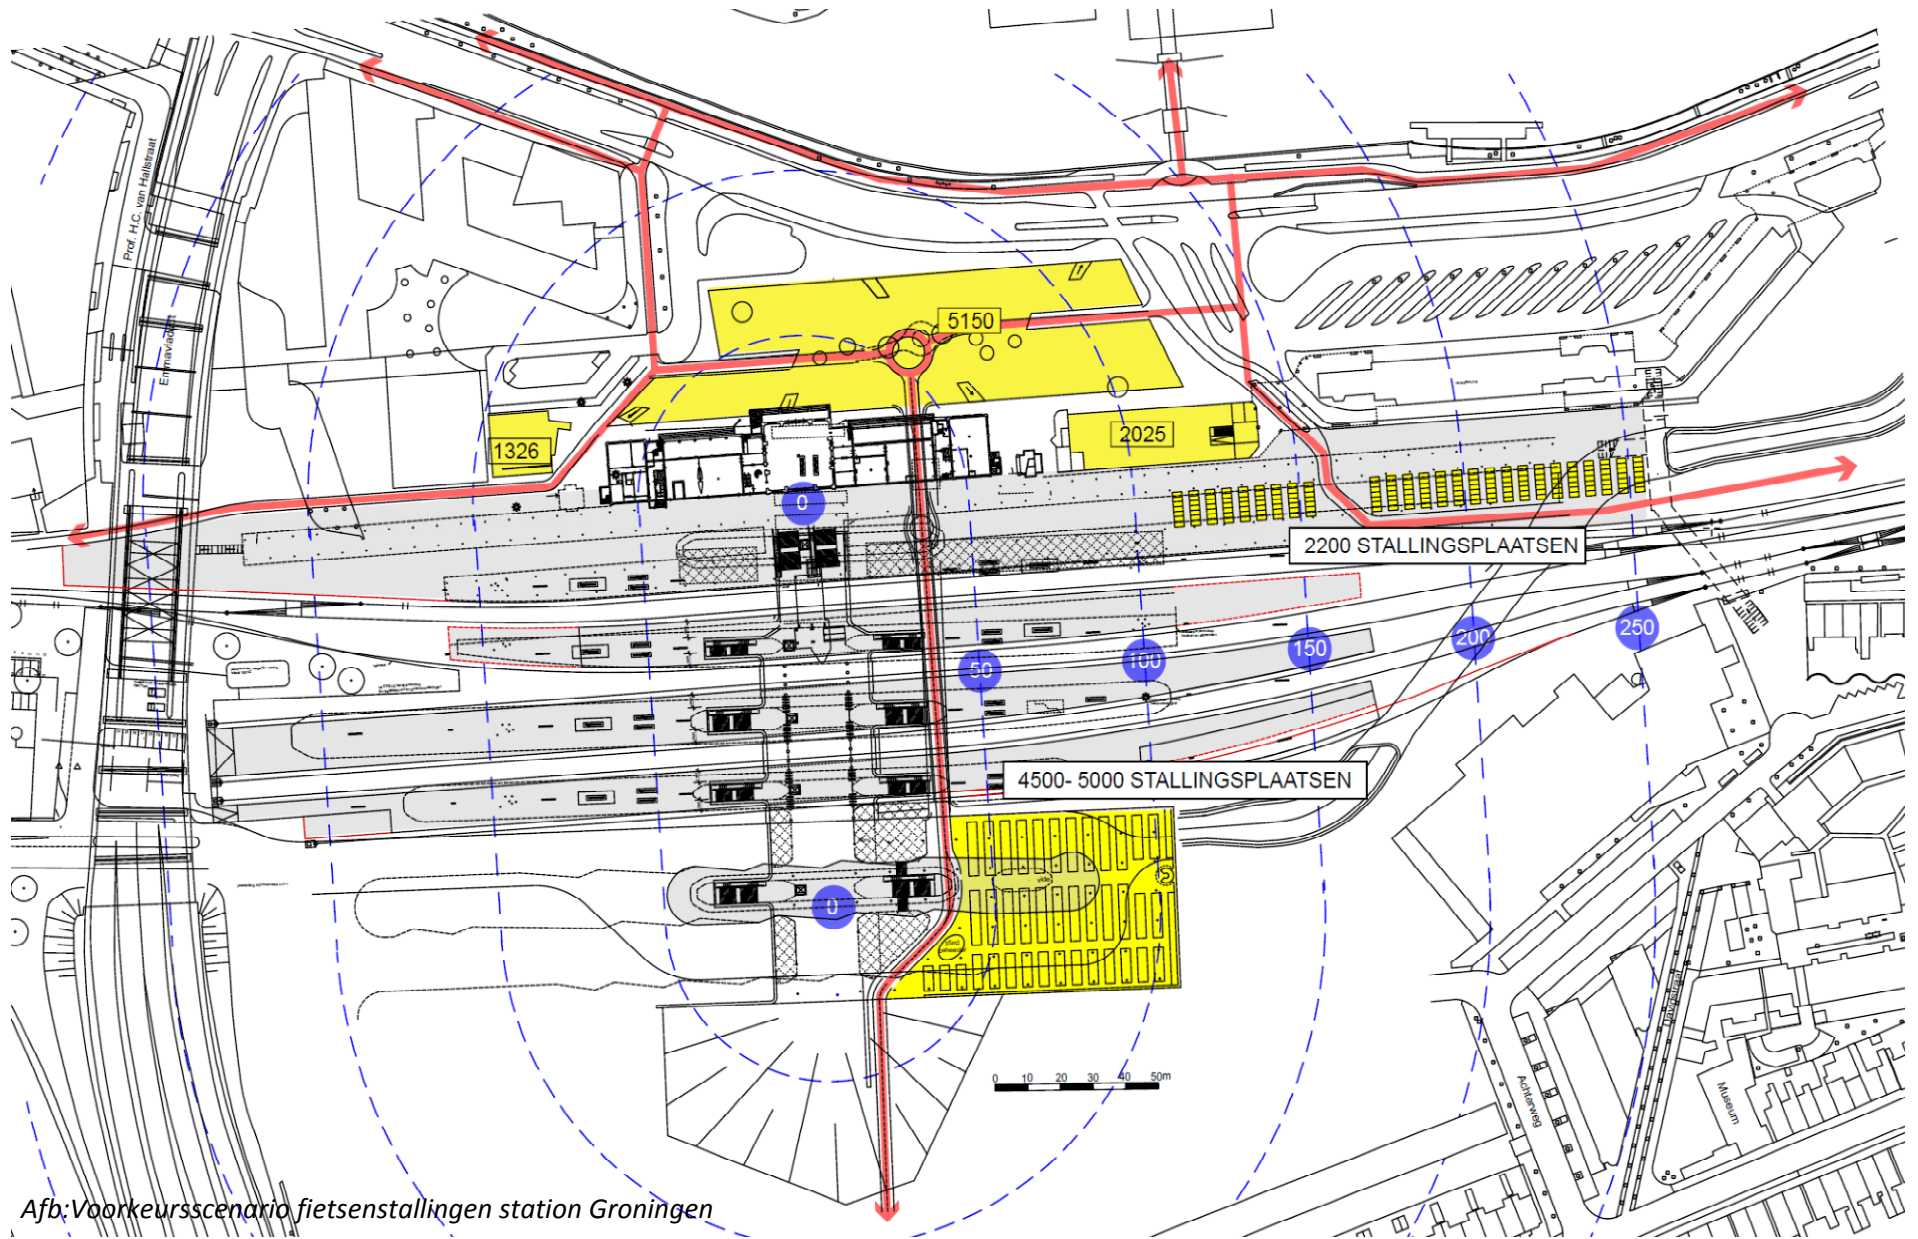 Prof. H.C. van Hallstraat
Emmaviaduct
5150
1326
2025
0
2200 STALLINGSPLAATSEN
50
100
150
200
250
4500- 5000 STALLINGSPLAATSEN
vide
0
0 10 20 30 40 50m
Achterweg
Museum
Afb:Voorkeursscenario fietsenstallingen station Groningen